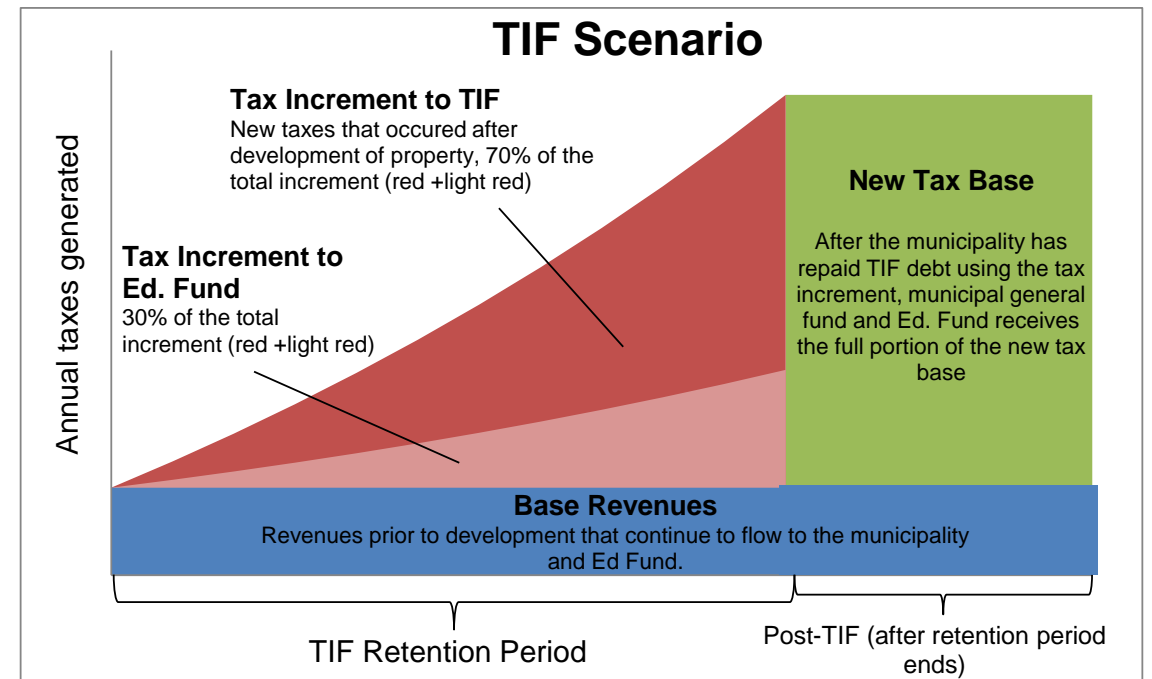 TIF Scenario
Annual taxes generated
Tax Increment to TIF
New taxes that occured after
development of property, 70% of the
total increment (red +light red)
Tax Increment to
Ed. Fund
30% of the total
increment (red +light red)
New Tax Base
After the municipality has
repaid TIF debt using the tax
increment, municipal general
fund and Ed. Fund receives
the full portion of the new tax
base
Base Revenues
Revenues prior to development that continue to flow to the municipality
and Ed Fund.
TIF Retention Period
Post-TIF (after retention period
ends)